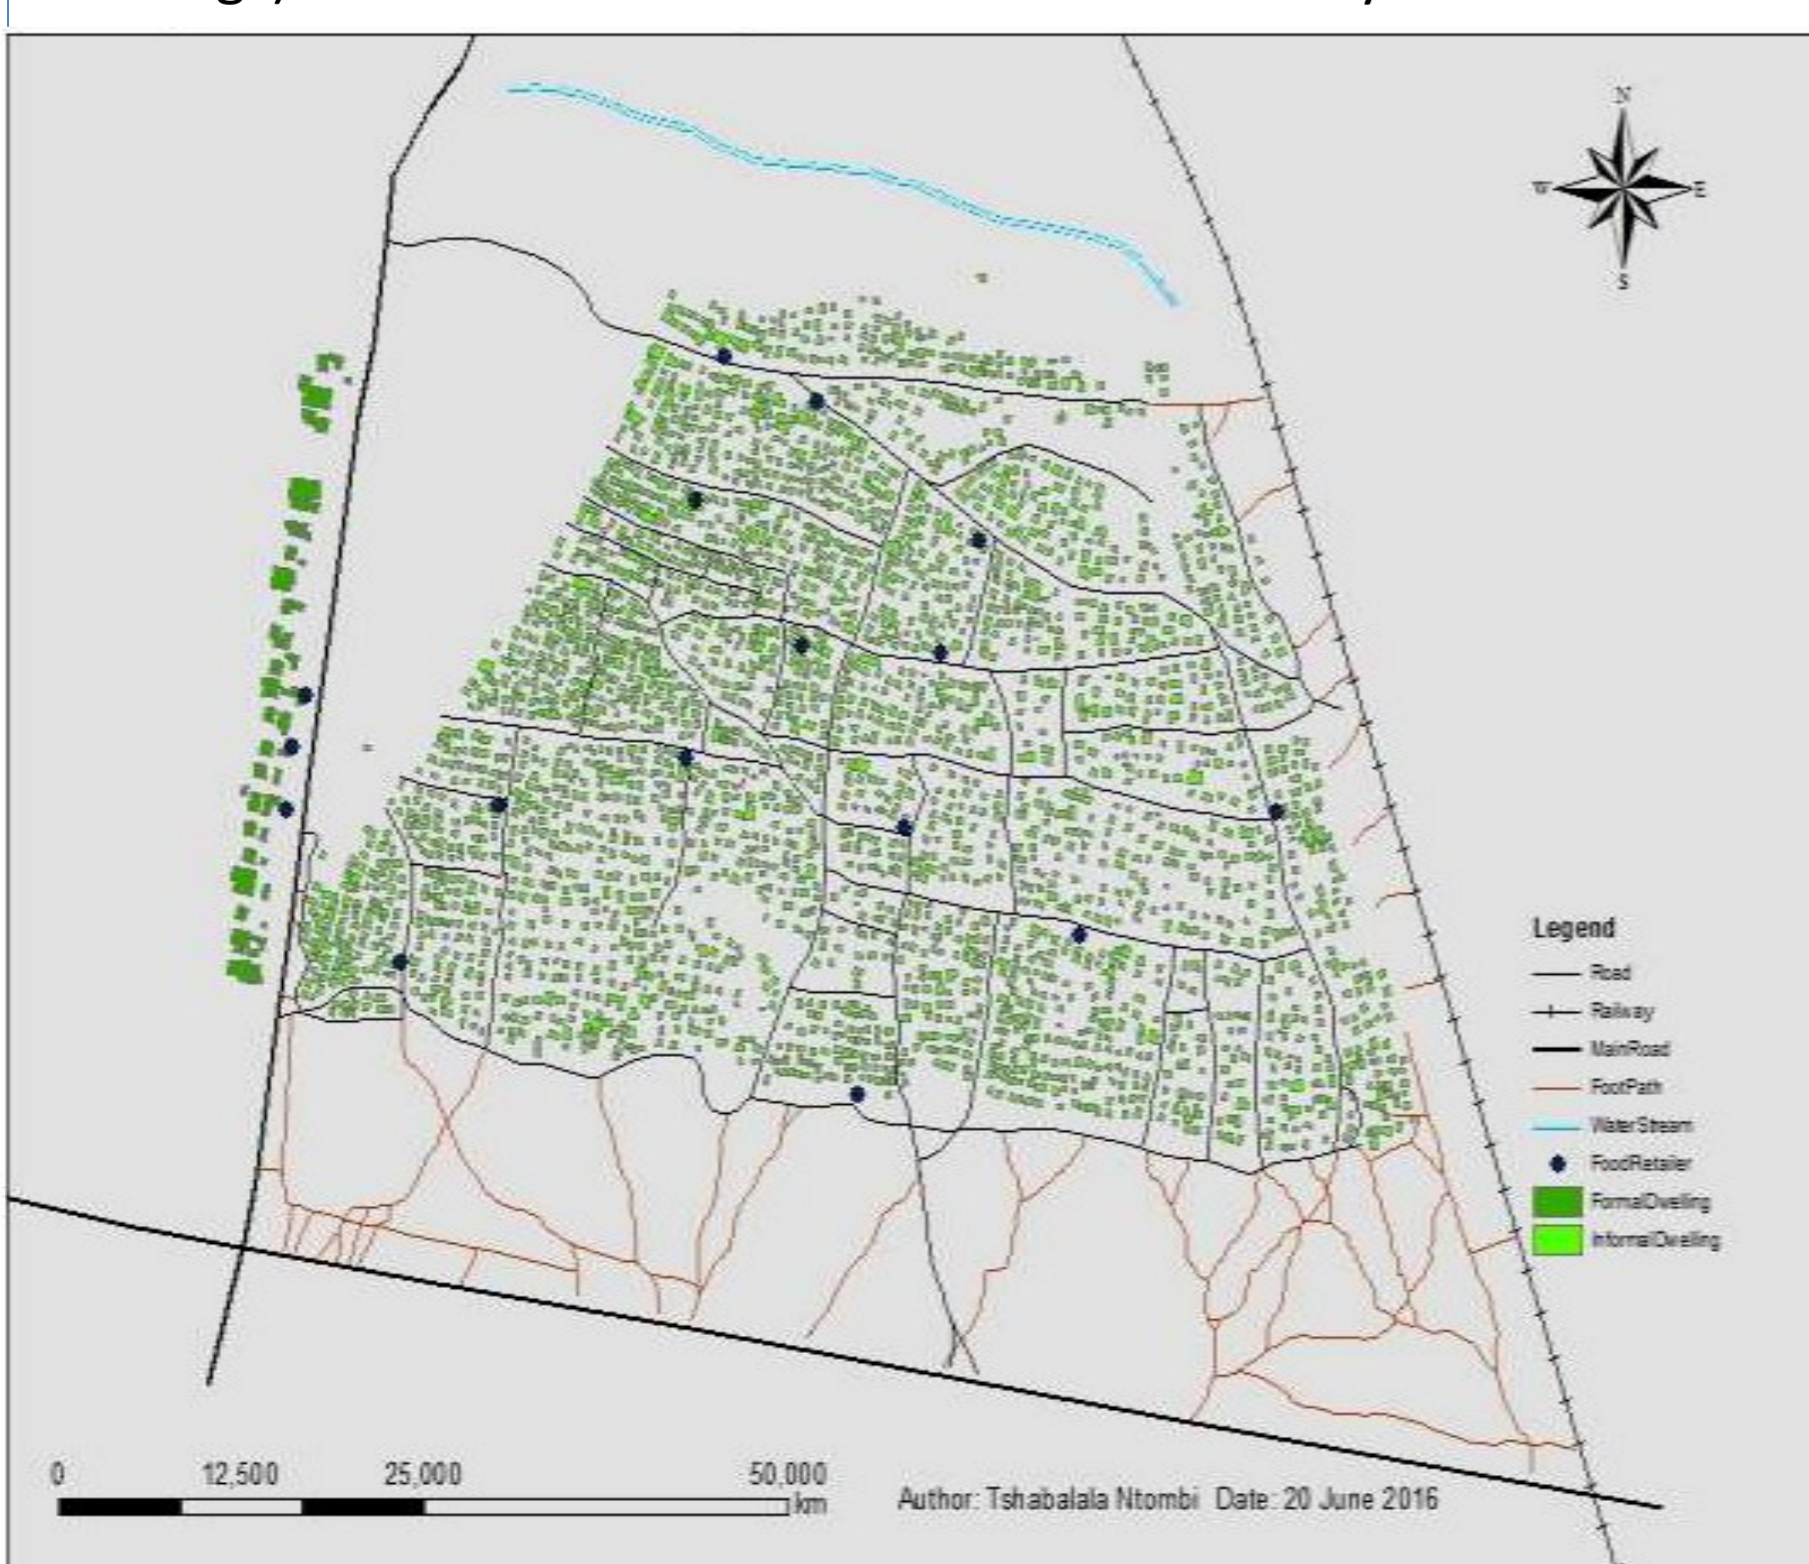 N
W E
S
Legend
Road
Railway
MainRoad
FootPath
WaterStream
FoodRetailer
FormalDwelling
InformalDwelling
0 12,500 25,000 50,000
km
Author: Tshabalala Ntombi Date: 20 June 2016